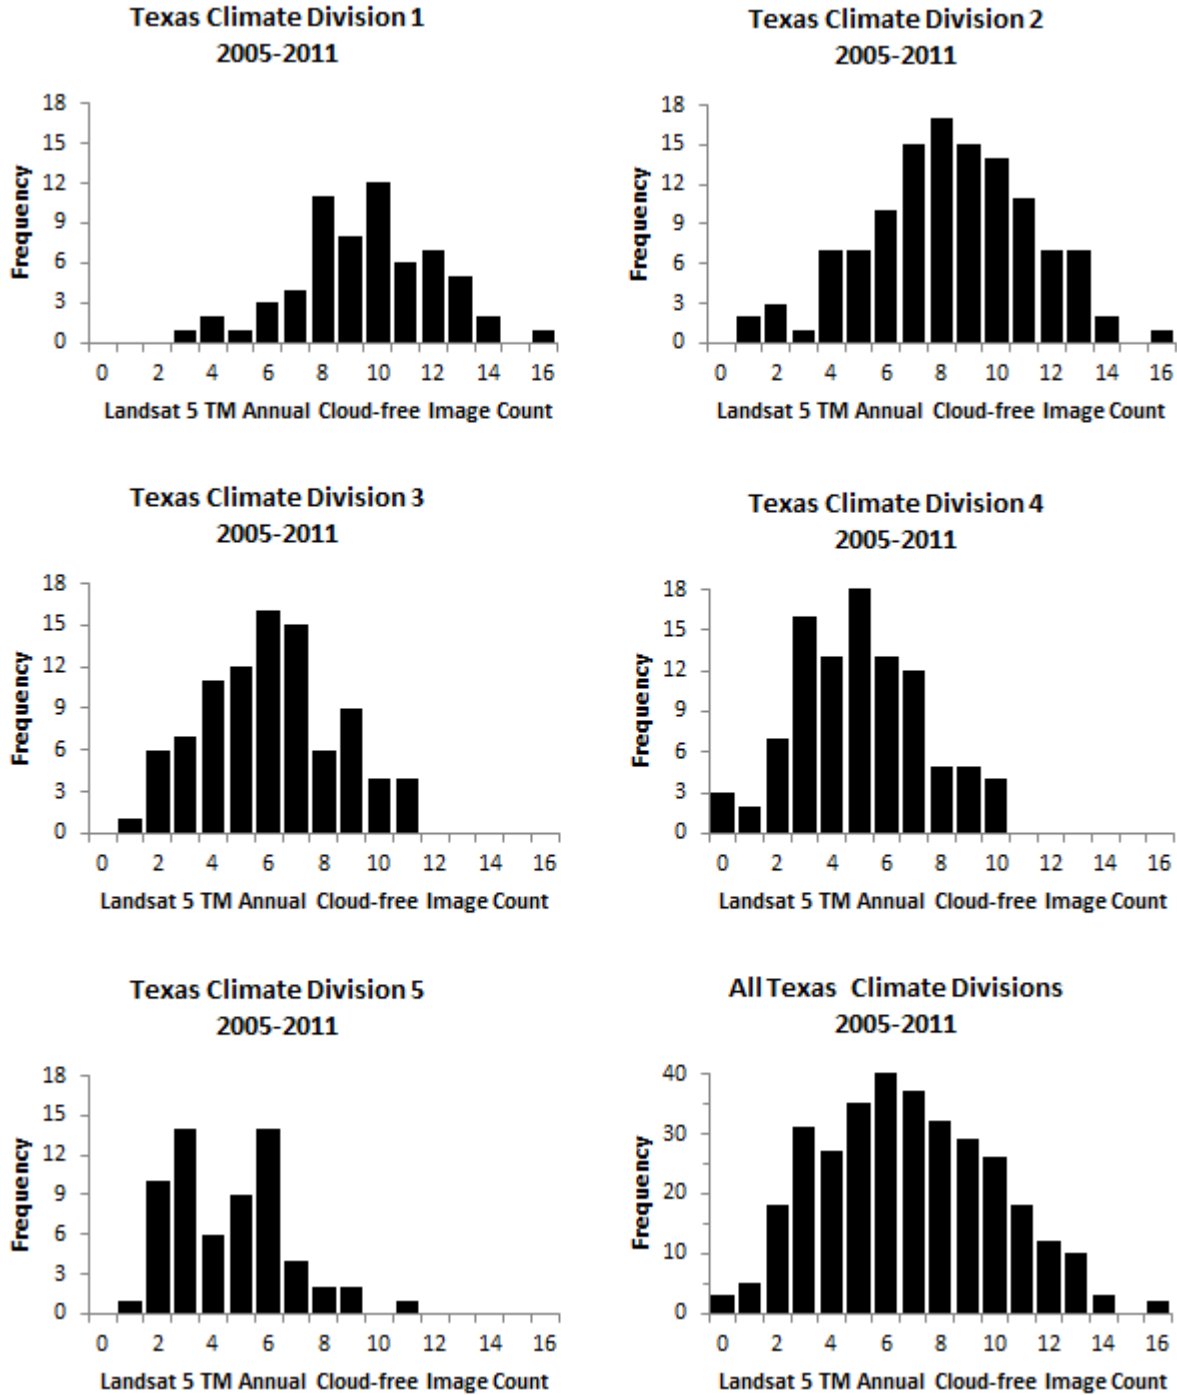 Texas Climate Division 1
2005-2011
Frequency
18
15
12
9
6
3
0
0 2 4 6 8 10 12 14 16
Landsat 5 TM Annual Cloud-free Image Count
Texas Climate Division 2
2005-2011
Frequency
18
15
12
9
6
3
0
0 2 4 6 8 10 12 14 16
Landsat 5 TM Annual Cloud-free Image Count
Texas Climate Division 3
2005-2011
Frequency
18
15
12
9
6
3
0
0 2 4 6 8 10 12 14 16
Landsat 5 TM Annual Cloud-free Image Count
Texas Climate Division 4
2005-2011
Frequency
18
15
12
9
6
3
0
0 2 4 6 8 10 12 14 16
Landsat 5 TM Annual Cloud-free Image Count
Texas Climate Division 5
2005-2011
Frequency
18
15
12
9
6
3
0
0 2 4 6 8 10 12 14 16
Landsat 5 TM Annual Cloud-free Image Count
All Texas Climate Divisions
2005-2011
Frequency
40
30
20
10
0
0 2 4 6 8 10 12 14 16
Landsat 5 TM Annual Cloud-free Image Count